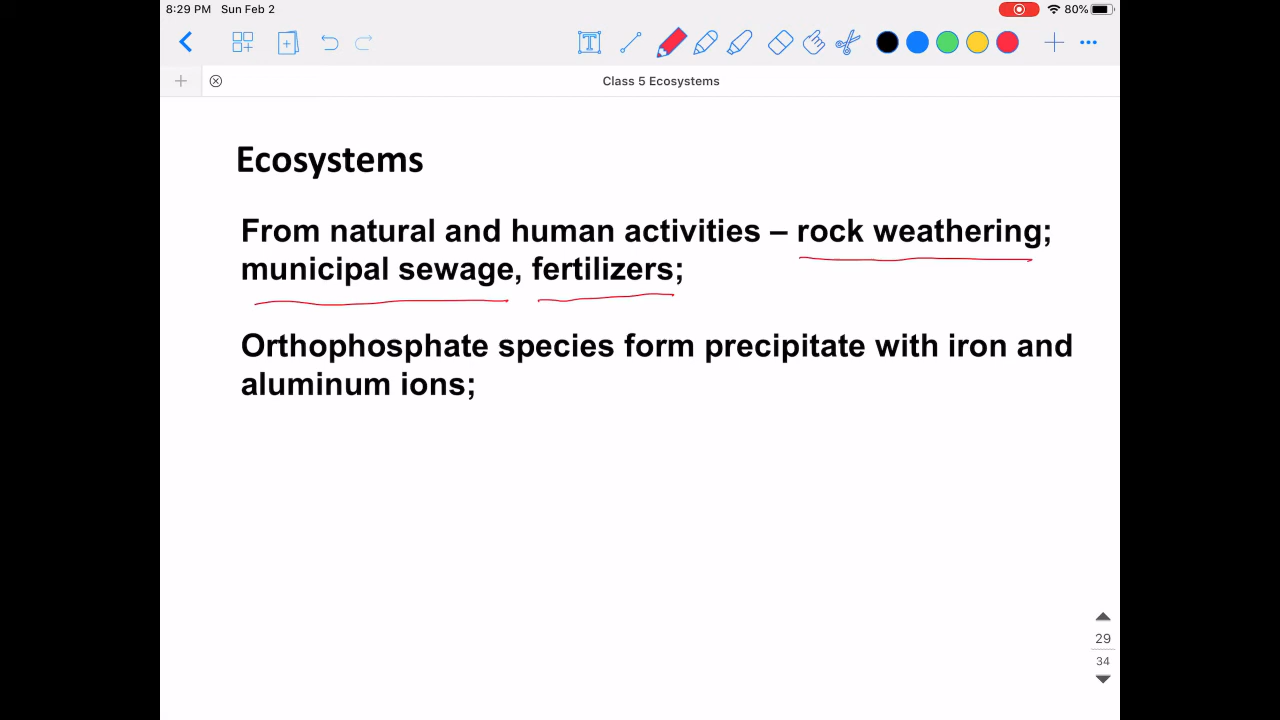 8:29 PM Sun Feb 2
80%
T
Class 5 Ecosystems
Ecosystems
From natural and human activities – rock weathering;
municipal sewage, fertilizers;
Orthophosphate species form precipitate with iron and
aluminum ions;
29
34